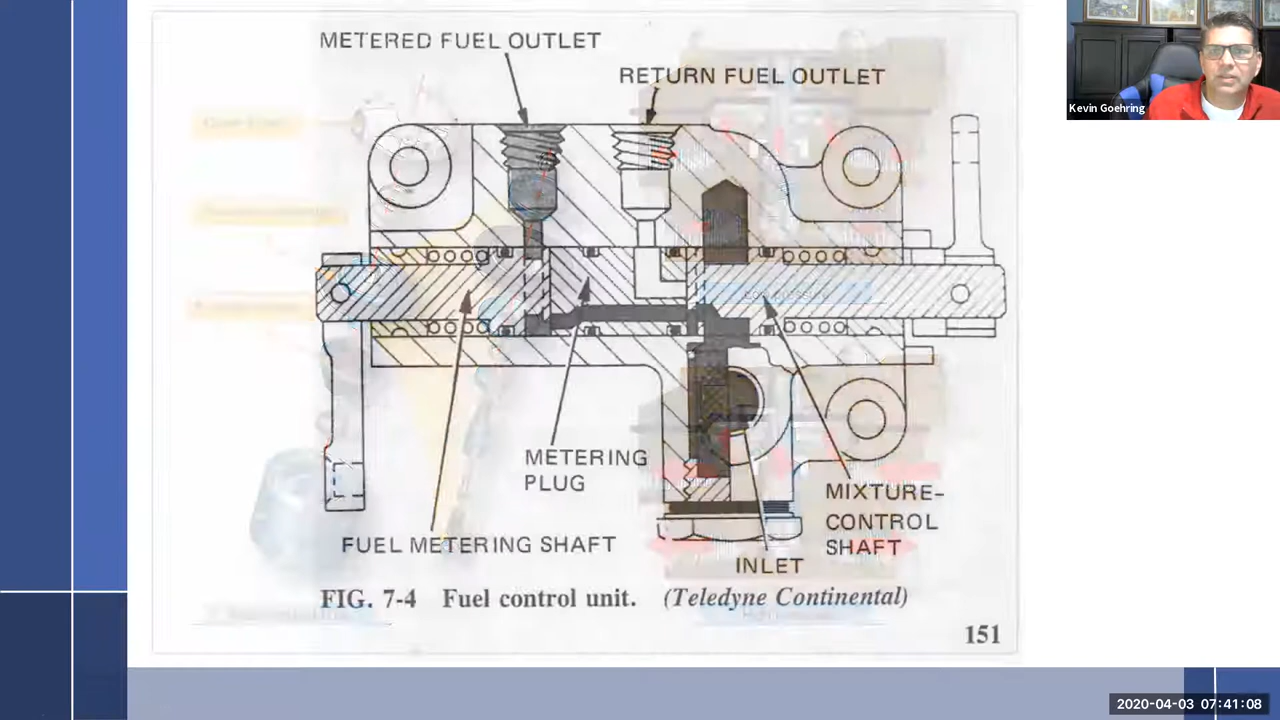 METERED FUEL OUTLET
RETURN FUEL OUTLET
Kevin Goehring
METERING
PLUG
MIXTURE-
CONTROL
SHAFT
FUEL METERING SHAFT
INLET
FIG. 7-4 Fuel control unit. (Teledyne Continental)
151
2020-04-03 07:41:08